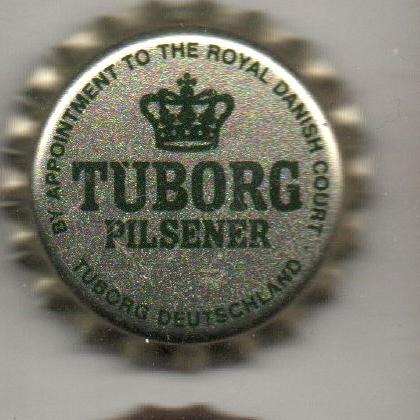 BY APPOINTMENT TO THE ROYAL DANISH COURT ·
TUBORG
PILSENER
TUBORG DEUTSCHLAND